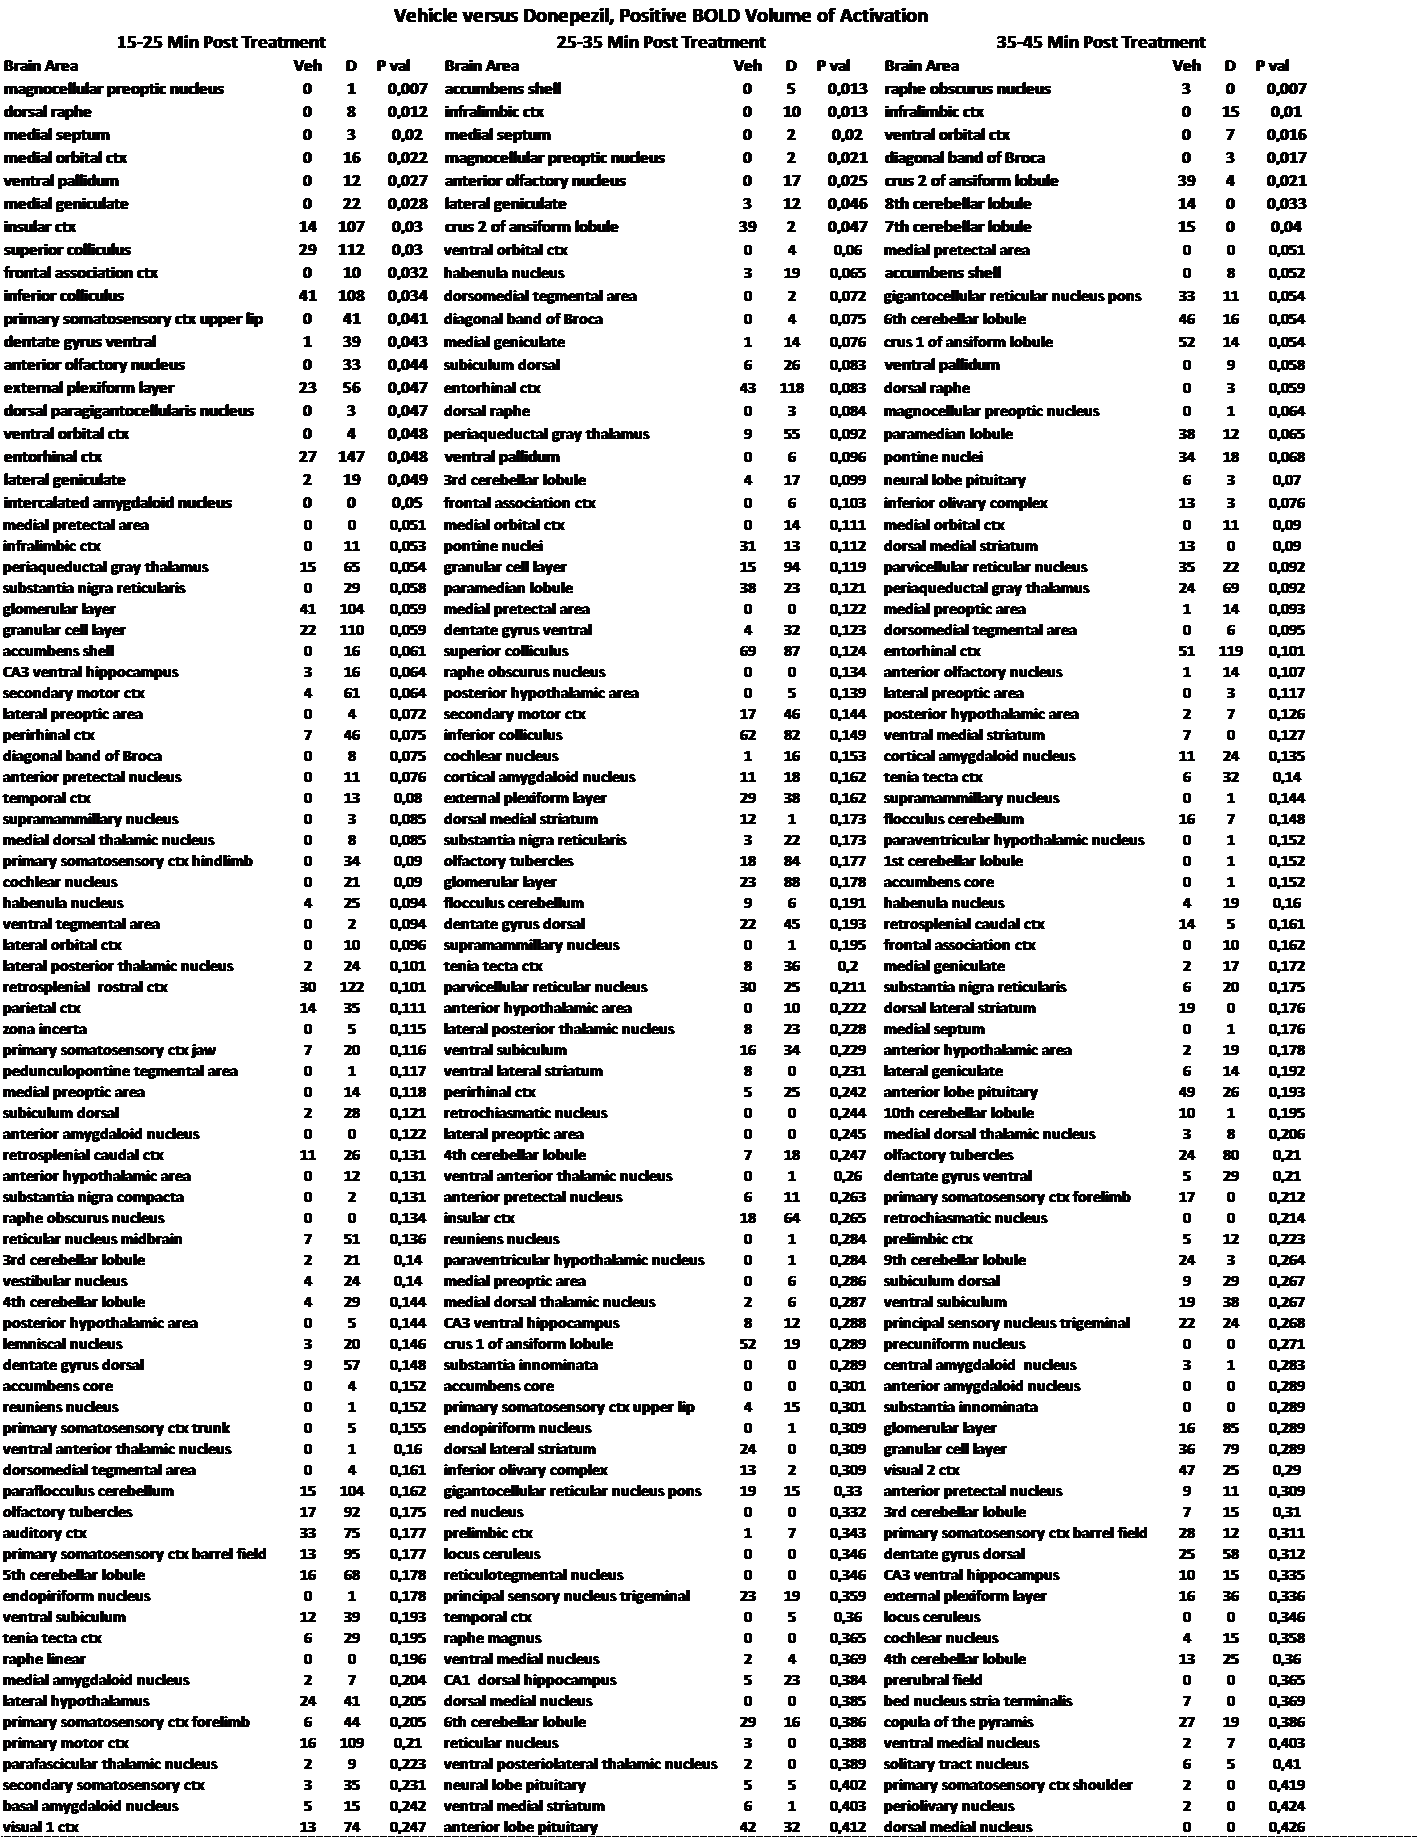 Vehicle versus Donepezil, Positive BOLD Volume of Activation
15-25 Min Post Treatment 25-35 Min Post Treatment 35-45 Min Post Treatment
Brain Area Veh D P val Brain Area Veh D P val Brain Area Veh D P val
magnocellular preoptic nucleus 0 1 0,007 accumbens shell 0 5 0,013 raphe obscurus nucleus 3 0 0,007
dorsal raphe 0 8 0,012 infralimbic ctx 0 10 0,013 infralimbic ctx 0 15 0,01
medial septum 0 3 0,02 medial septum 0 2 0,02 ventral orbital ctx 0 7 0,016
medial orbital ctx 0 16 0,022 magnocellular preoptic nucleus 0 2 0,021 diagonal band of Broca 0 3 0,017
ventral pallidum 0 12 0,027 anterior olfactory nucleus 0 17 0,025 crus 2 of ansiform lobule 39 4 0,021
medial geniculate 0 22 0,028 lateral geniculate 3 12 0,046 8th cerebellar lobule 14 0 0,033
insular ctx 14 107 0,03 crus 2 of ansiform lobule 39 2 0,047 7th cerebellar lobule 15 0 0,04
superior colliculus 29 112 0,03 ventral orbital ctx 0 4 0,06 medial pretectal area 0 0 0,051
frontal association ctx 0 10 0,032 habenula nucleus 3 19 0,065 accumbens shell 0 8 0,052
inferior colliculus 41 108 0,034 dorsomedial tegmental area 0 2 0,072 gigantocellular reticular nucleus pons 33 11 0,054
primary somatosensory ctx upper lip 0 41 0,041 diagonal band of Broca 0 4 0,075 6th cerebellar lobule 46 16 0,054
dentate gyrus ventral 1 39 0,043 medial geniculate 1 14 0,076 crus 1 of ansiform lobule 52 14 0,054
anterior olfactory nucleus 0 33 0,044 subiculum dorsal 6 26 0,083 ventral pallidum 0 9 0,058
external plexiform layer 23 56 0,047 entorhinal ctx 43 118 0,083 dorsal raphe 0 3 0,059
dorsal paragigantocellularis nucleus 0 3 0,047 dorsal raphe 0 3 0,084 magnocellular preoptic nucleus 0 1 0,064
ventral orbital ctx 0 4 0,048 periaqueductal gray thalamus 9 55 0,092 paramedian lobule 38 12 0,065
entorhinal ctx 27 147 0,048 ventral pallidum 0 6 0,096 pontine nuclei 34 18 0,068
lateral geniculate 2 19 0,049 3rd cerebellar lobule 4 17 0,099 neural lobe pituitary 6 3 0,07
intercalated amygdaloid nucleus 0 0 0,05 frontal association ctx 0 6 0,103 inferior olivary complex 13 3 0,076
medial pretectal area 0 0 0,051 medial orbital ctx 0 14 0,111 medial orbital ctx 0 11 0,09
infralimbic ctx 0 11 0,053 pontine nuclei 31 13 0,112 dorsal medial striatum 13 0 0,09
periaqueductal gray thalamus 15 65 0,054 granular cell layer 15 94 0,119 parvicellular reticular nucleus 35 22 0,092
substantia nigra reticularis 0 29 0,058 paramedian lobule 38 23 0,121 periaqueductal gray thalamus 24 69 0,092
glomerular layer 41 104 0,059 medial pretectal area 0 0 0,122 medial preoptic area 1 14 0,093
granular cell layer 22 110 0,059 dentate gyrus ventral 4 32 0,123 dorsomedial tegmental area 0 6 0,095
accumbens shell 0 16 0,061 superior colliculus 69 87 0,124 entorhinal ctx 51 119 0,101
CA3 ventral hippocampus 3 16 0,064 raphe obscurus nucleus 0 0 0,134 anterior olfactory nucleus 1 14 0,107
secondary motor ctx 4 61 0,064 posterior hypothalamic area 0 5 0,139 lateral preoptic area 0 3 0,117
lateral preoptic area 0 4 0,072 secondary motor ctx 17 46 0,144 posterior hypothalamic area 2 7 0,126
perirhinal ctx 7 46 0,075 inferior colliculus 62 82 0,149 ventral medial striatum 7 0 0,127
diagonal band of Broca 0 8 0,075 cochlear nucleus 1 16 0,153 cortical amygdaloid nucleus 11 24 0,135
anterior pretectal nucleus 0 11 0,076 cortical amygdaloid nucleus 11 18 0,162 tenia tecta ctx 6 32 0,14
temporal ctx 0 13 0,08 external plexiform layer 29 38 0,162 supramammillary nucleus 0 1 0,144
supramammillary nucleus 0 3 0,085 dorsal medial striatum 12 1 0,173 flocculus cerebellum 16 7 0,148
medial dorsal thalamic nucleus 0 8 0,085 substantia nigra reticularis 3 22 0,173 paraventricular hypothalamic nucleus 0 1 0,152
primary somatosensory ctx hindlimb 0 34 0,09 olfactory tubercles 18 84 0,177 1st cerebellar lobule 0 1 0,152
cochlear nucleus 0 21 0,09 glomerular layer 23 88 0,178 accumbens core 0 1 0,152
habenula nucleus 4 25 0,094 flocculus cerebellum 9 6 0,191 habenula nucleus 4 19 0,16
ventral tegmental area 0 2 0,094 dentate gyrus dorsal 22 45 0,193 retrosplenial caudal ctx 14 5 0,161
lateral orbital ctx 0 10 0,096 supramammillary nucleus 0 1 0,195 frontal association ctx 0 10 0,162
lateral posterior thalamic nucleus 2 24 0,101 tenia tecta ctx 8 36 0,2 medial geniculate 2 17 0,172
retrosplenial rostral ctx 30 122 0,101 parvicellular reticular nucleus 30 25 0,211 substantia nigra reticularis 6 20 0,175
parietal ctx 14 35 0,111 anterior hypothalamic area 0 10 0,222 dorsal lateral striatum 19 0 0,176
zona incerta 0 5 0,115 lateral posterior thalamic nucleus 8 23 0,228 medial septum 0 1 0,176
primary somatosensory ctx jaw 7 20 0,116 ventral subiculum 16 34 0,229 anterior hypothalamic area 2 19 0,178
pedunculopontine tegmental area 0 1 0,117 ventral lateral striatum 8 0 0,231 lateral geniculate 6 14 0,192
medial preoptic area 0 14 0,118 perirhinal ctx 5 25 0,242 anterior lobe pituitary 49 26 0,193
subiculum dorsal 2 28 0,121 retrochiasmatic nucleus 0 0 0,244 10th cerebellar lobule 10 1 0,195
anterior amygdaloid nucleus 0 0 0,122 lateral preoptic area 0 0 0,245 medial dorsal thalamic nucleus 3 8 0,206
retrosplenial caudal ctx 11 26 0,131 4th cerebellar lobule 7 18 0,247 olfactory tubercles 24 80 0,21
anterior hypothalamic area 0 12 0,131 ventral anterior thalamic nucleus 0 1 0,26 dentate gyrus ventral 5 29 0,21
substantia nigra compacta 0 2 0,131 anterior pretectal nucleus 6 11 0,263 primary somatosensory ctx forelimb 17 0 0,212
raphe obscurus nucleus 0 0 0,134 insular ctx 18 64 0,265 retrochiasmatic nucleus 0 0 0,214
reticular nucleus midbrain 7 51 0,136 reuniens nucleus 0 1 0,284 prelimbic ctx 5 12 0,223
3rd cerebellar lobule 2 21 0,14 paraventricular hypothalamic nucleus 0 1 0,284 9th cerebellar lobule 24 3 0,264
vestibular nucleus 4 24 0,14 medial preoptic area 0 6 0,286 subiculum dorsal 9 29 0,267
4th cerebellar lobule 4 29 0,144 medial dorsal thalamic nucleus 2 6 0,287 ventral subiculum 19 38 0,267
posterior hypothalamic area 0 5 0,144 CA3 ventral hippocampus 8 12 0,288 principal sensory nucleus trigeminal 22 24 0,268
lemniscal nucleus 3 20 0,146 crus 1 of ansiform lobule 52 19 0,289 precuniform nucleus 0 0 0,271
dentate gyrus dorsal 9 57 0,148 substantia innominata 0 0 0,289 central amygdaloid nucleus 3 1 0,283
accumbens core 0 4 0,152 accumbens core 0 0 0,301 anterior amygdaloid nucleus 0 0 0,289
reuniens nucleus 0 1 0,152 primary somatosensory ctx upper lip 4 15 0,301 substantia innominata 0 0 0,289
primary somatosensory ctx trunk 0 5 0,155 endopiriform nucleus 0 1 0,309 glomerular layer 16 85 0,289
ventral anterior thalamic nucleus 0 1 0,16 dorsal lateral striatum 24 0 0,309 granular cell layer 36 79 0,289
dorsomedial tegmental area 0 4 0,161 inferior olivary complex 13 2 0,309 visual 2 ctx 47 25 0,29
paraflocculus cerebellum 15 104 0,162 gigantocellular reticular nucleus pons 19 15 0,33 anterior pretectal nucleus 9 11 0,309
olfactory tubercles 17 92 0,175 red nucleus 0 0 0,332 3rd cerebellar lobule 7 15 0,31
auditory ctx 33 75 0,177 prelimbic ctx 1 7 0,343 primary somatosensory ctx barrel field 28 12 0,311
primary somatosensory ctx barrel field 13 95 0,177 locus ceruleus 0 0 0,346 dentate gyrus dorsal 25 58 0,312
5th cerebellar lobule 16 68 0,178 reticulotegmental nucleus 0 0 0,346 CA3 ventral hippocampus 10 15 0,335
endopiriform nucleus 0 1 0,178 principal sensory nucleus trigeminal 23 19 0,359 external plexiform layer 16 36 0,336
ventral subiculum 12 39 0,193 temporal ctx 0 5 0,36 locus ceruleus 0 0 0,346
tenia tecta ctx 6 29 0,195 raphe magnus 0 0 0,365 cochlear nucleus 4 15 0,358
raphe linear 0 0 0,196 ventral medial nucleus 2 4 0,369 4th cerebellar lobule 13 25 0,36
medial amygdaloid nucleus 2 7 0,204 CA1 dorsal hippocampus 5 23 0,384 prerubral field 0 0 0,365
lateral hypothalamus 24 41 0,205 dorsal medial nucleus 0 0 0,385 bed nucleus stria terminalis 7 0 0,369
primary somatosensory ctx forelimb 6 44 0,205 6th cerebellar lobule 29 16 0,386 copula of the pyramis 27 19 0,386
primary motor ctx 16 109 0,21 reticular nucleus 3 0 0,388 ventral medial nucleus 2 7 0,403
parafascicular thalamic nucleus 2 9 0,223 ventral posteriolateral thalamic nucleus 2 0 0,389 solitary tract nucleus 6 5 0,41
secondary somatosensory ctx 3 35 0,231 neural lobe pituitary 5 5 0,402 primary somatosensory ctx shoulder 2 0 0,419
basal amygdaloid nucleus 5 15 0,242 ventral medial striatum 6 1 0,403 periolivary nucleus 2 0 0,424
visual 1 ctx 13 74 0,247 anterior lobe pituitary 42 32 0,412 dorsal medial nucleus 0 0 0,426